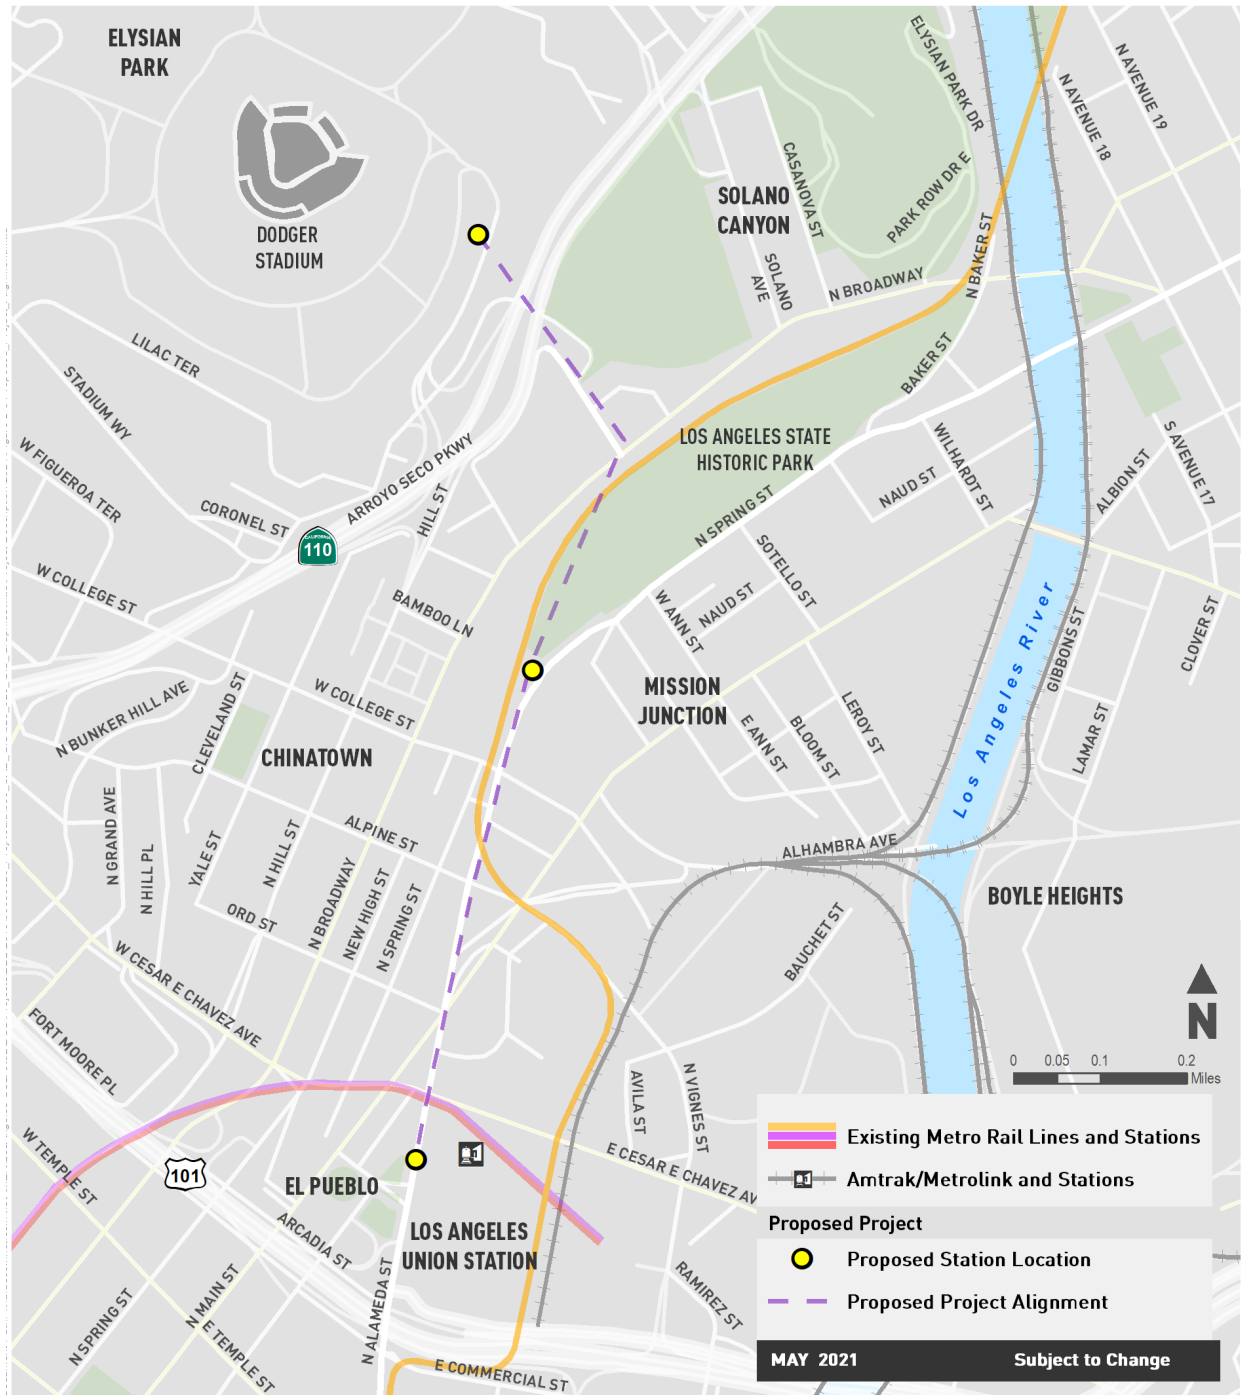 ELYSIAN
PARK
DODGER
STADIUM
SOLANO
CANYON
ELYSIAN PARK DR
N AVENUE 19
N AVENUE 18
CASANOVA ST
PARK ROW DR E
SOLANO
AVE
N BROADWAY
N BAKER ST
BAKER ST
LILAC TER
STADIUM WY
W FIGUEROA TER
CORONEL ST
ARROYO SECO PKWY
HILL ST
CALIFORNIA
110
LOS ANGELES STATE
HISTORIC PARK
N SPRING ST
WILHARDT ST
NAUD ST
ALBION ST
S AVENUE 17
SOTELLO ST
NAUD ST
W ANN ST
W COLLEGE ST
BAMBOO LN
Los Angeles River
GIBBONS ST
CLOVER ST
N BUNKER HILL AVE
CLEVELAND ST
W COLLEGE ST
MISSION
JUNCTION
E ANN ST
BLOOM ST
LEROY ST
LAMAR ST
CHINATOWN
N GRAND AVE
N HILL PL
YALE ST
N HILL ST
ALPINE ST
ALHAMBRA AVE
BOYLE HEIGHTS
ORD ST
N BROADWAY
NEW HIGH ST
N SPRING ST
BAUCHET ST
W CESAR E CHAVEZ AVE
FORT MOORE PL
N
0 0.05 0.1 0.2
Miles
AVILA ST
N VIGNES ST
W TEMPLE ST
101
EL PUEBLO
E CESAR E CHAVEZ AV
LOS ANGELES
UNION STATION
ARCADIA ST
N ALAMEDA ST
RAMIREZ ST
N SPRING ST
N MAIN ST
E TEMPLE ST
E COMMERCIAL ST
Existing Metro Rail Lines and Stations
Amtrak/Metrolink and Stations
Proposed Project
Proposed Station Location
Proposed Project Alignment
MAY 2021 Subject to Change